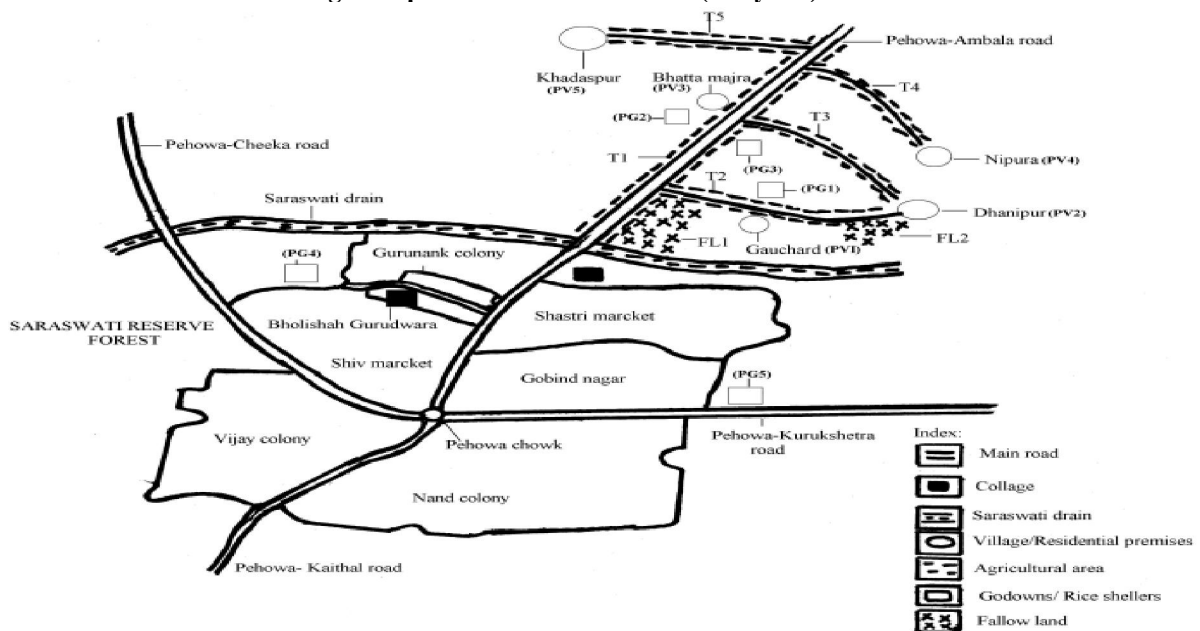 T5
Pehowa-Ambala road
Khadaspur
(PV5)
Bhatta majra
(PV3)
T4
(PG2)
T3
Pehowa-Cheeka road
T1
(PG3)
Nipura (PV4)
T2
(PG1)
Saraswati drain
Dhanipur (PV2)
FL1
FL2
Gauchard (PV1)
(PG4)
Gurunank colony
SARASWATI RESERVE
FOREST
Bholishah Gurudwara
Shastri marcket
Shiv marcket
Gobind nagar
(PG5)
Vijay colony
Pehowa chowk
Pehowa-Kurukshetra
road
Nand colony
Pehowa- Kaithal road
Index:
Main road
Collage
Saraswati drain
Village/Residential premises
Agricultural area
Godowns/ Rice shellers
Fallow land